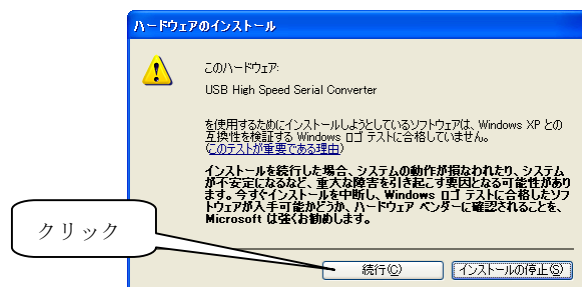 ハードウェアのインストール
このハードウェア:
USB High Speed Serial Converter
を使用するためにインストールしようとしているソフトウェアは、Windows XP との
互換性を検証する Windows ロゴ テストに合格していません。
(このテストが重要である理由)
インストールを続行した場合、システムの動作が損なわれたり、システム
が不安定になるなど、重大な障害を引き起こす要因となる可能性があり
ます。今すぐインストールを中断し、Windows ロゴ テストに合格したソフ
トウェアが入手可能かどうか、ハードウェア ベンダーに確認されることを、
Microsoft は強くお勧めします。
クリック
続行(C)
インストールの停止(S)